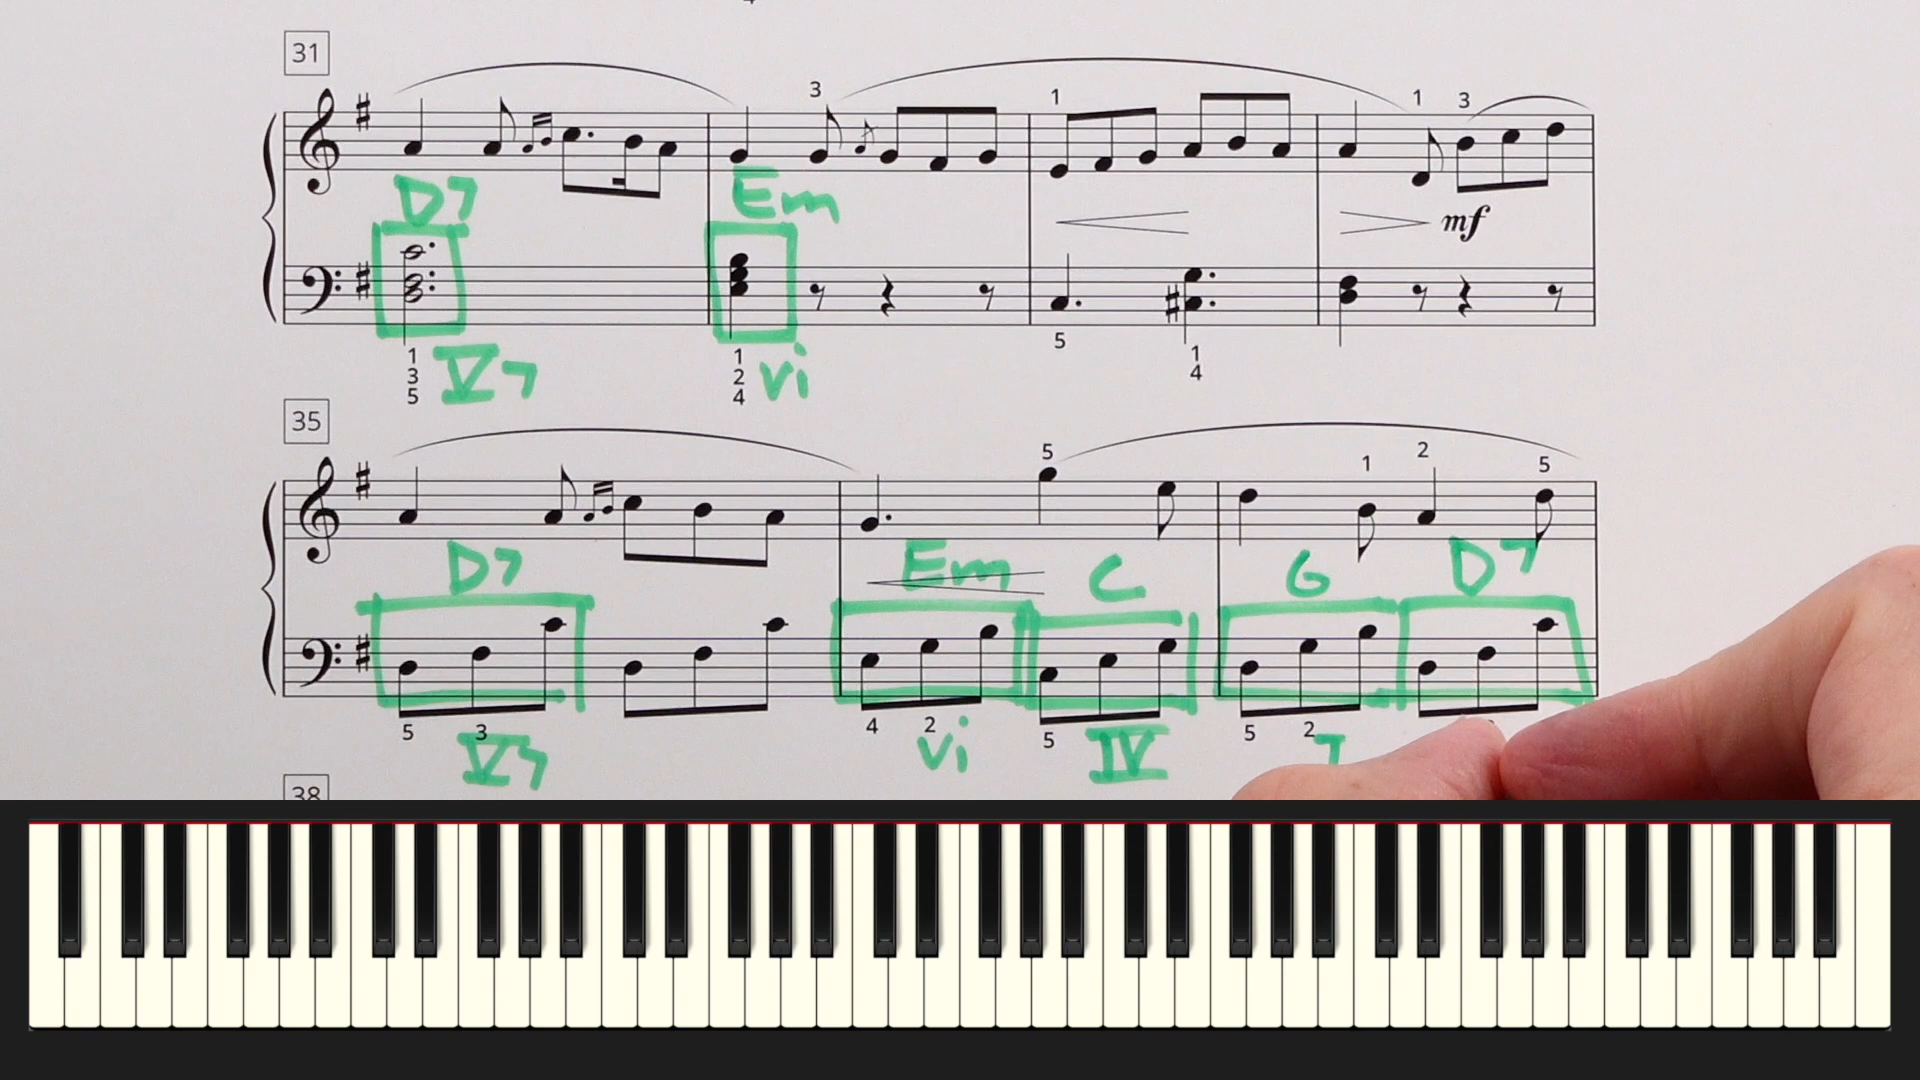 31
3 1 1 3
D7 Em
mf
1 3 5 V7 1 2 4 vi 5 1 4
35
5 1 2 5
D7 Em C G D7
5 3 4 2 5 5 2
V7 vi IV I
38